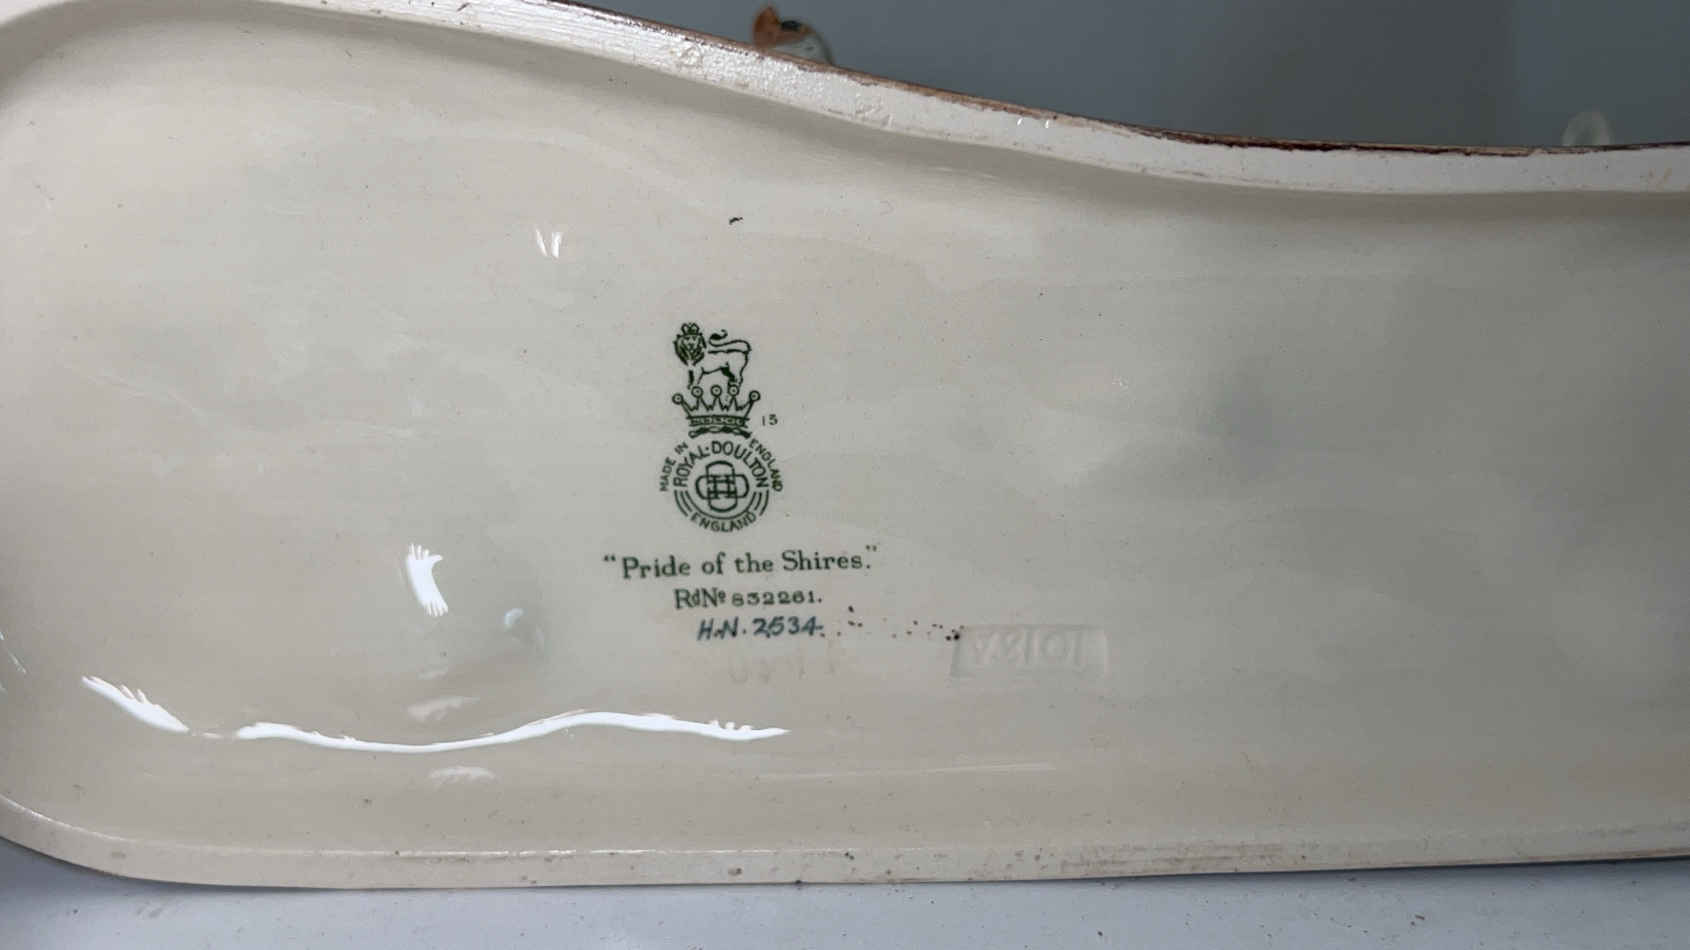 15
MADE IN ENGLAND
ROYAL·DOULTON
ENGLAND
"Pride of the Shires."
RdNo 832261.
H.N. 2534.